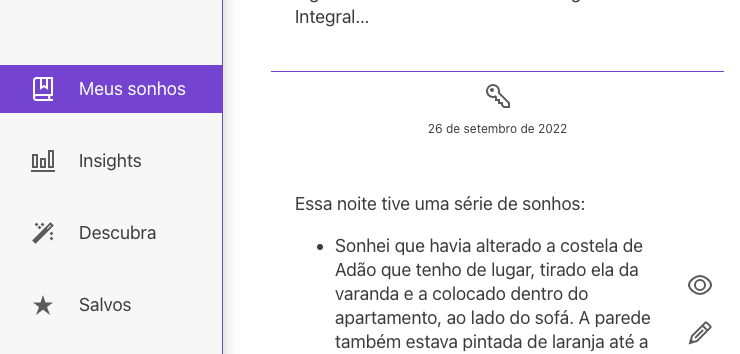 Integral...
Meus sonhos
26 de setembro de 2022
Insights
Essa noite tive uma série de sonhos:
Descubra
• Sonhei que havia alterado a costela de
Adão que tenho de lugar, tirado ela da
varanda e a colocado dentro do
Salvos
apartamento, ao lado do sofá. A parede
também estava pintada de laranja até a